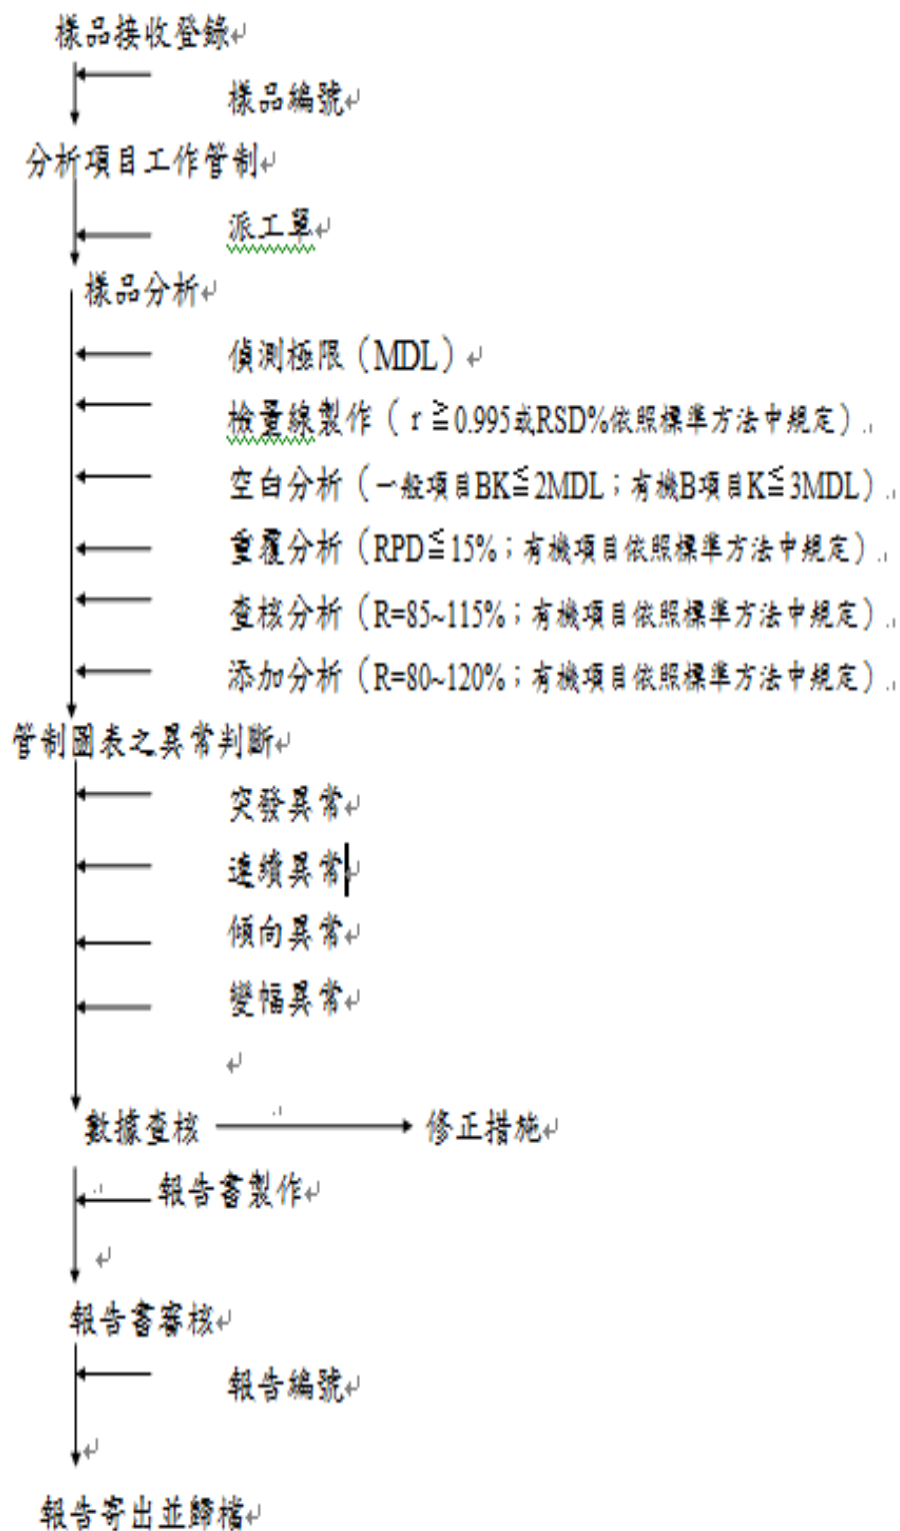 樣品接收登錄
樣品編號
分析項目工作管制
派工單
樣品分析
偵測極限（MDL）
檢量線製作（r≧0.995或RSD%依照標準方法中規定）
空白分析（一般項目BK≦2MDL；有機B項目K≦3MDL）
重覆分析（RPD≦15%；有機項目依照標準方法中規定）
查核分析（R=85~115%；有機項目依照標準方法中規定）
添加分析（R=80~120%；有機項目依照標準方法中規定）
管制圖表之異常判斷
突發異常
連續異常
傾向異常
變幅異常
數據查核 修正措施
報告書製作
報告書審核
報告編號
報告寄出並歸檔